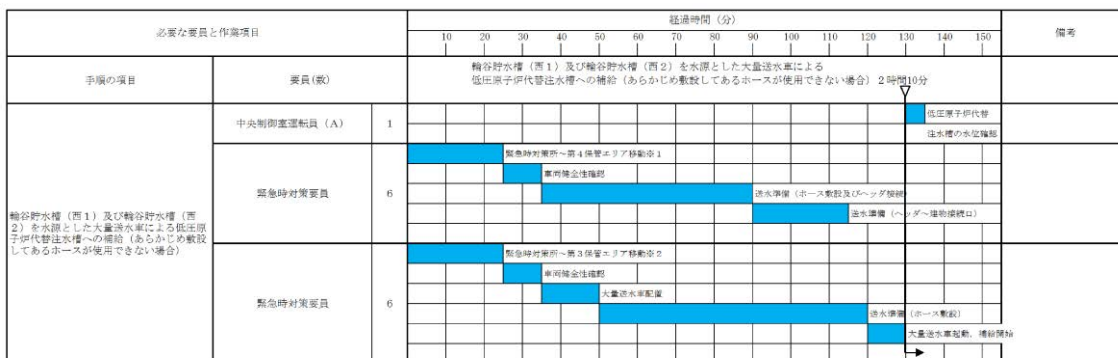 必要な要員と作業項目
経過時間（分）
備考
10 20 30 40 50 60 70 80 90 100 110 120 130 140 150
手順の項目
要員(数)
輪谷貯水槽（西１）及び輪谷貯水槽（西２）を水源とした大量送水車による
低圧原子炉代替注水槽への補給（あらかじめ敷設してあるホースが使用できない場合） ２時間10分
輪谷貯水槽（西１）及び輪谷貯水槽（西
２）を水源とした大量送水車による低圧原
子炉代替注水槽への補給（あらかじめ敷設
してあるホースが使用できない場合）
中央制御室運転員（A）
1
低圧原子炉代替
注水槽の水位確認
緊急時対策要員
6
緊急時対策所～第４保管エリア移動※１
車両健全性確認
送水準備（ホース敷設及びヘッダ接続）
送水準備（ヘッダ～建物接続口）
緊急時対策要員
6
緊急時対策所～第３保管エリア移動※２
車両健全性確認
大量送水車配置
送水準備（ホース敷設）
大量送水車起動，補給開始